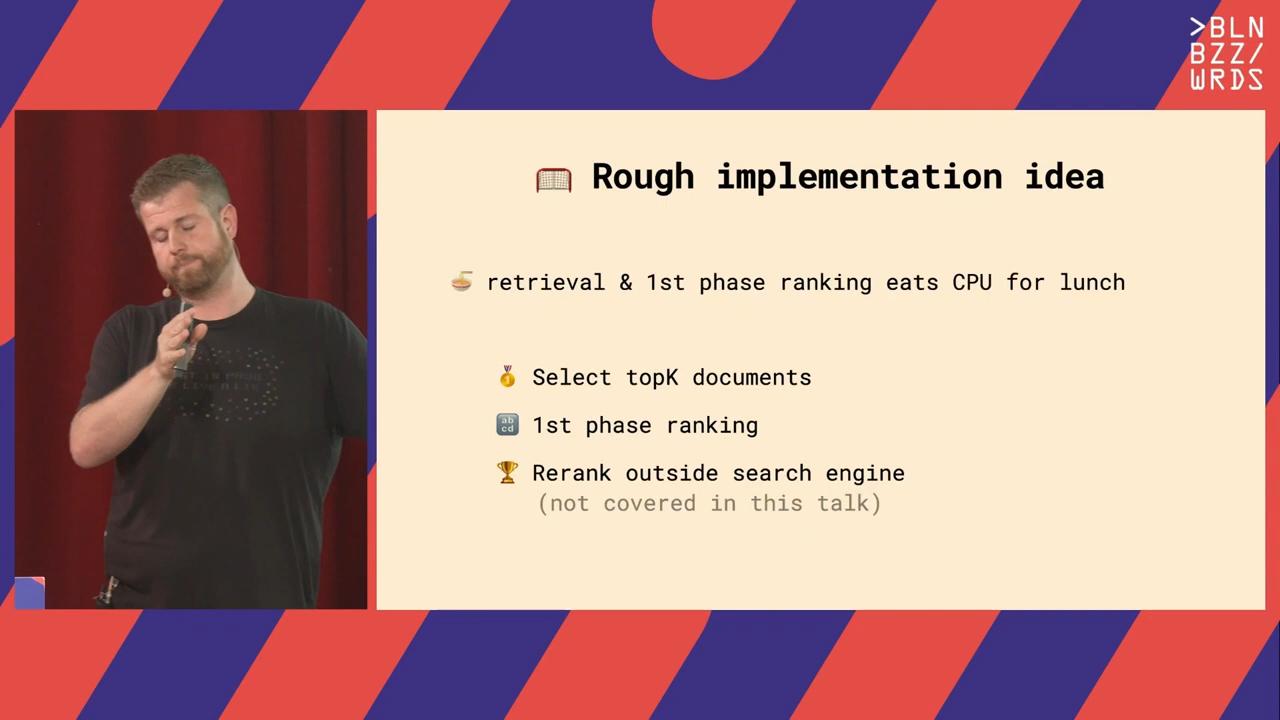 >BLN
BZZ/
WRDS
Rough implementation idea
retrieval & 1st phase ranking eats CPU for lunch
Select topK documents
1st phase ranking
Rerank outside search engine
(not covered in this talk)